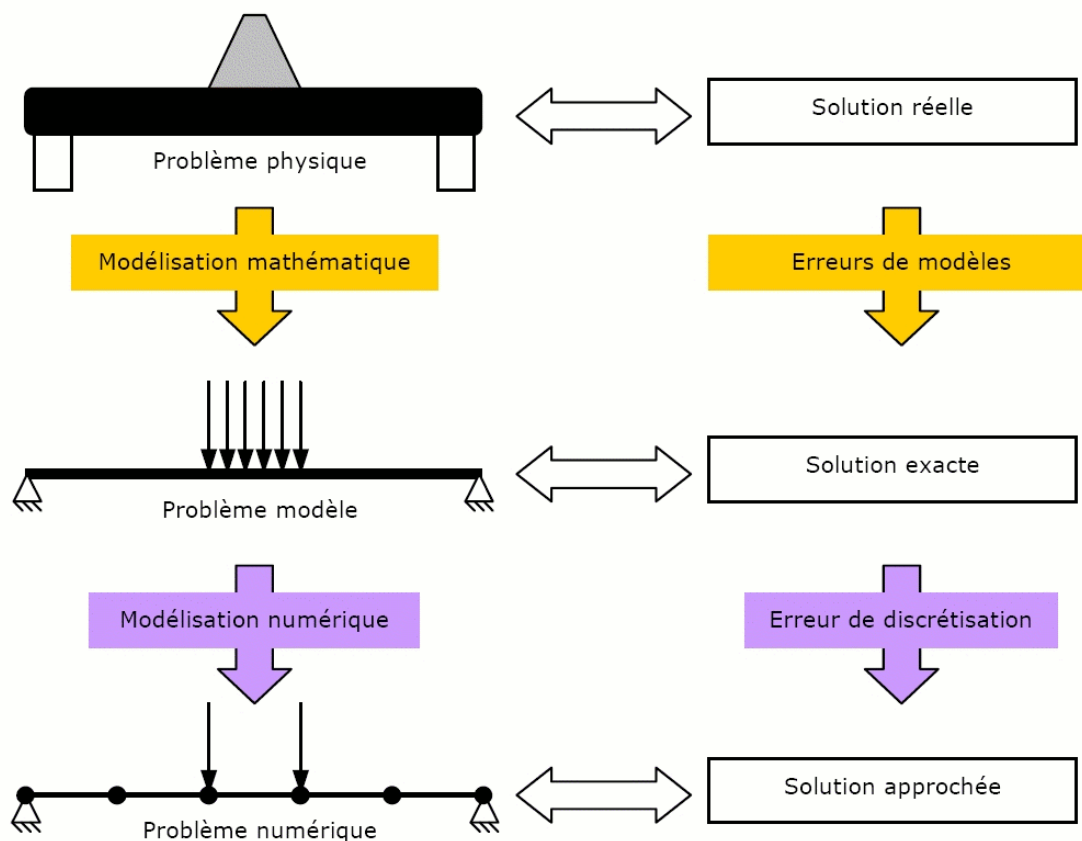 Solution réelle
Problème physique
Modélisation mathématique
Erreurs de modèles
Solution exacte
Problème modèle
Modélisation numérique
Erreur de discrétisation
Solution approchée
Problème numérique